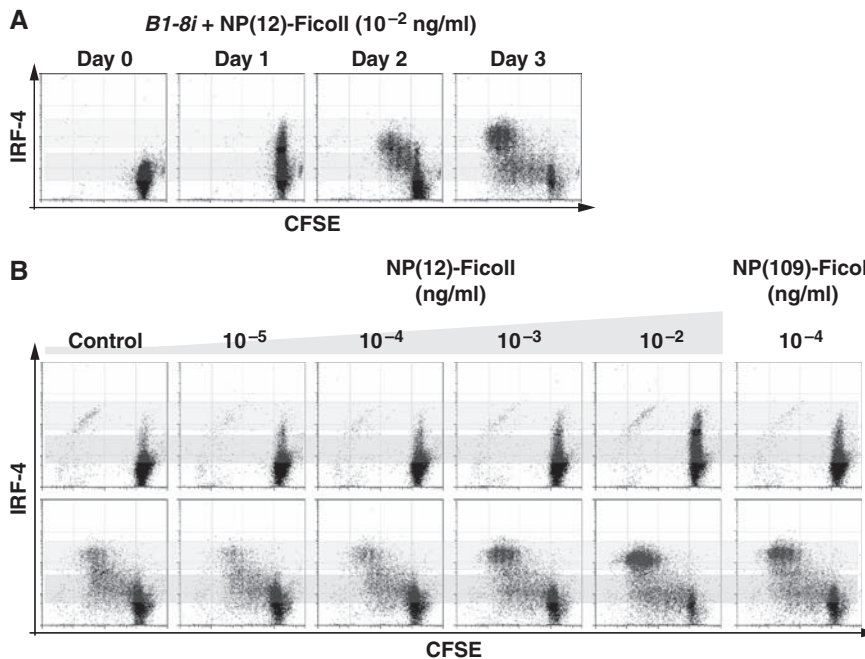 A
B1-8i + NP(12)-Ficoll (10⁻² ng/ml)
Day 0 Day 1 Day 2 Day 3
IRF-4
CFSE
B
NP(12)-Ficoll NP(109)-Ficol
(ng/ml) (ng/ml)
Control 10⁻⁵ 10⁻⁴ 10⁻³ 10⁻² 10⁻⁴
IRF-4
CFSE